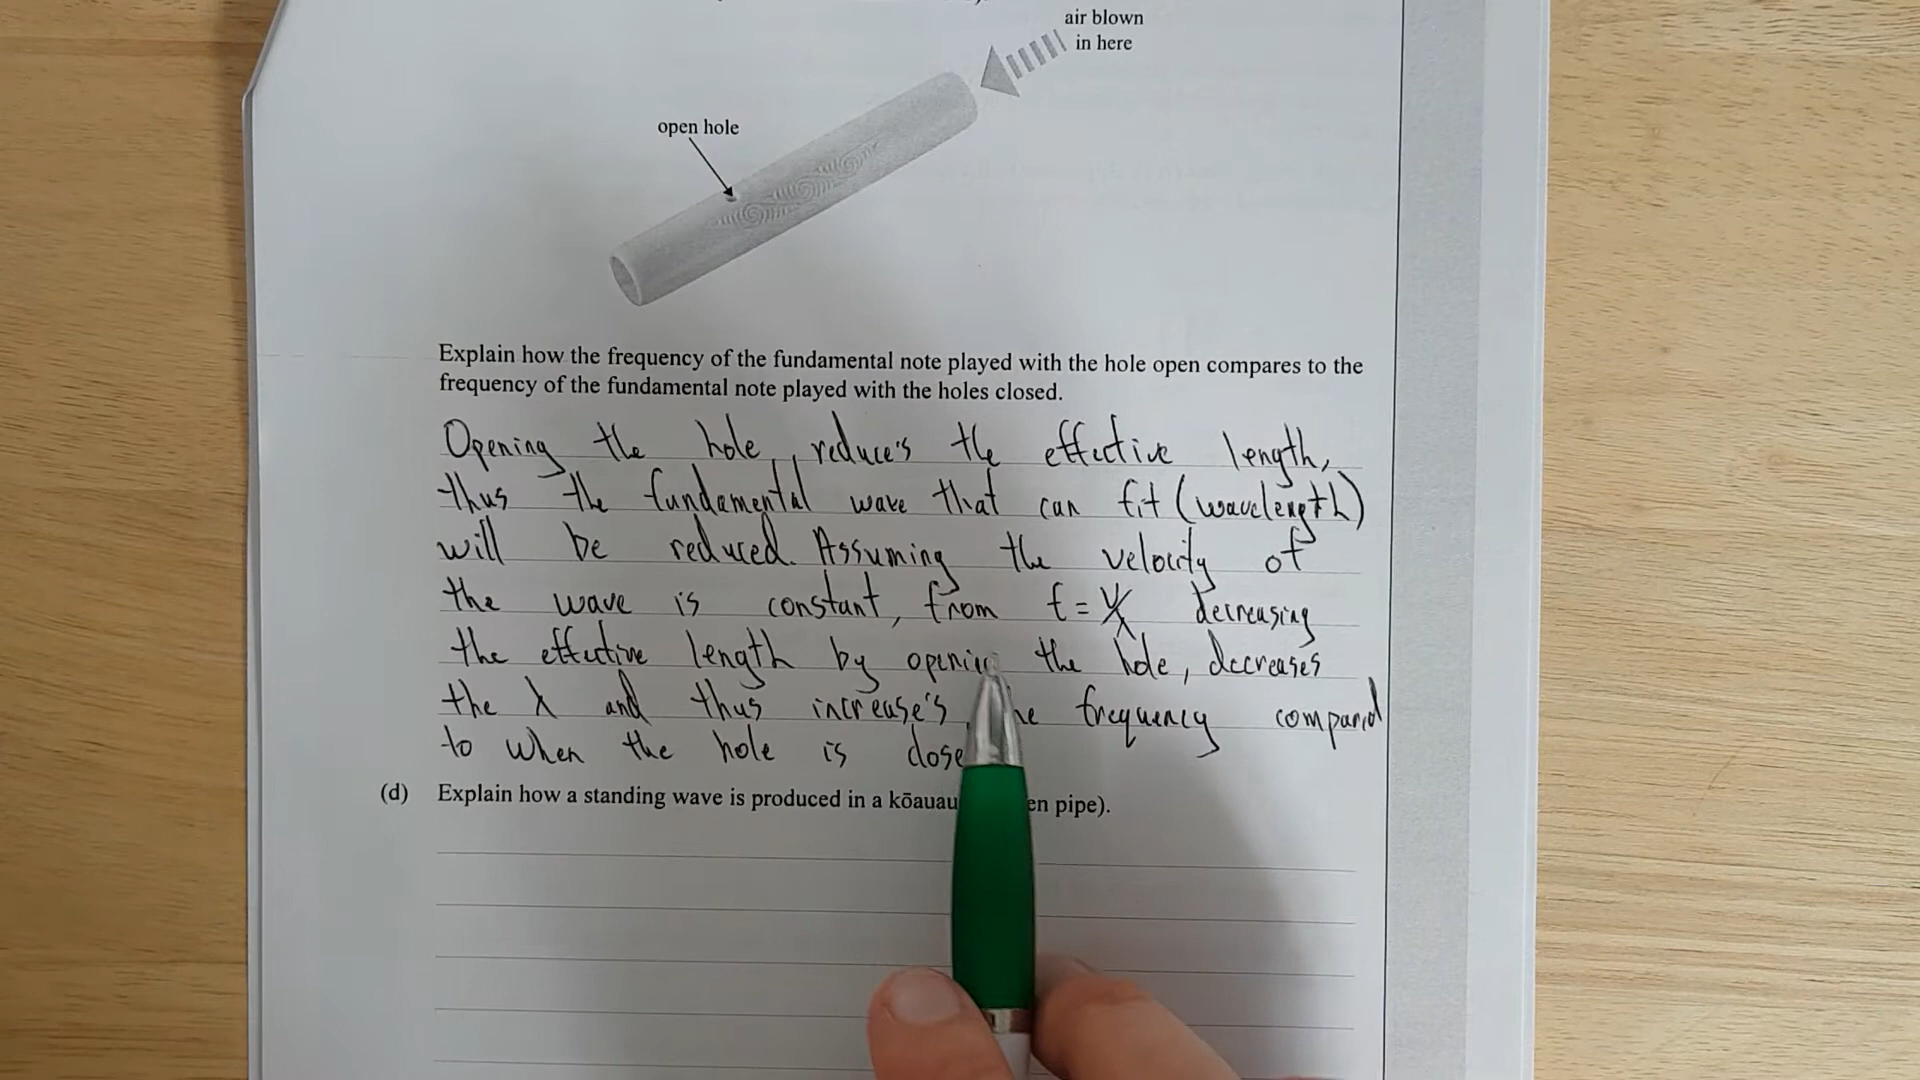 air blown
in here
open hole
Explain how the frequency of the fundamental note played with the hole open compares to the
frequency of the fundamental note played with the holes closed.
Opening the hole, reduce's the effective length,
thus the fundamental wave that can fit (wavelength)
will be reduced. Assuming the velocity of
the wave is constant, from f = v/λ decreasing
the effective length by openin the hole, decreases
the λ and thus increase's he frequency compared
to when the hole is close
(d) Explain how a standing wave is produced in a kōauau en pipe).